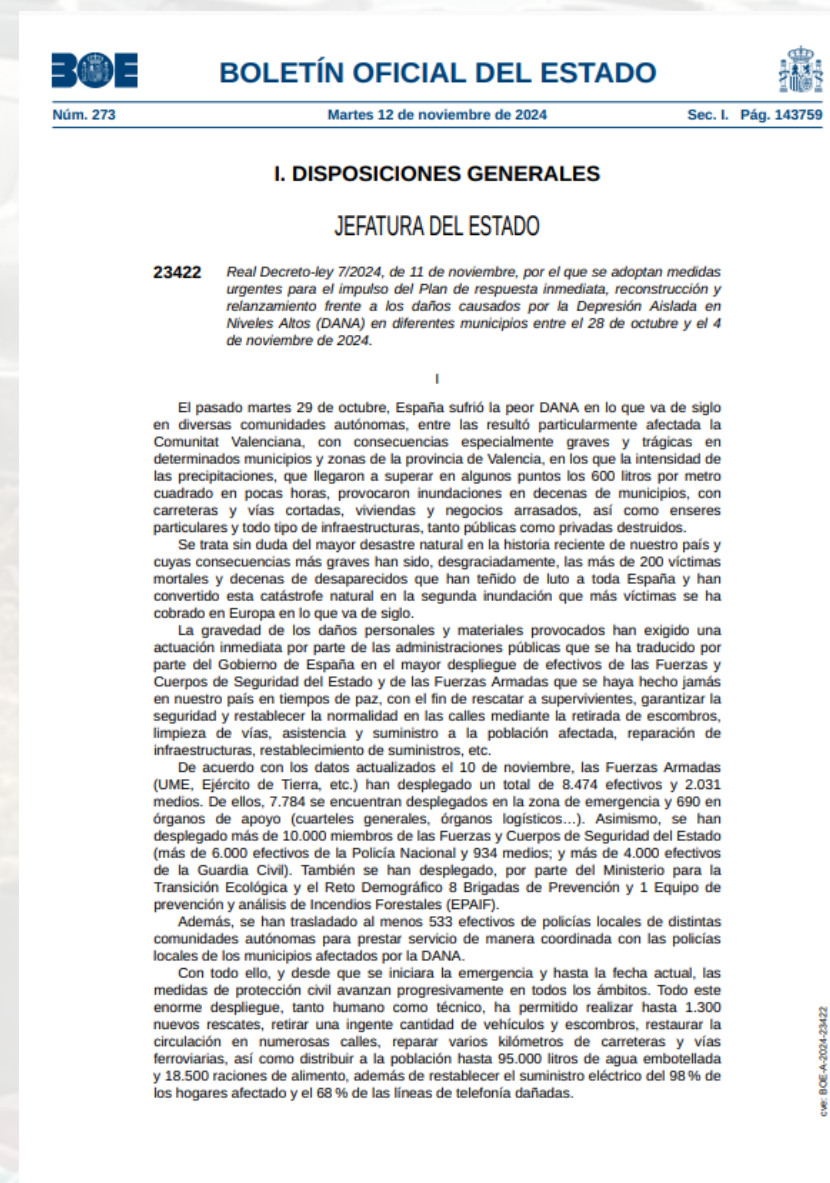 BOE
BOLETÍN OFICIAL DEL ESTADO
Núm. 273
Martes 12 de noviembre de 2024
Sec. I. Pág. 143759
I. DISPOSICIONES GENERALES
JEFATURA DEL ESTADO
23422 Real Decreto-ley 7/2024, de 11 de noviembre, por el que se adoptan medidas
urgentes para el impulso del Plan de respuesta inmediata, reconstrucción y
relanzamiento frente a los daños causados por la Depresión Aislada en
Niveles Altos (DANA) en diferentes municipios entre el 28 de octubre y el 4
de noviembre de 2024.
I
El pasado martes 29 de octubre, España sufrió la peor DANA en lo que va de siglo
en diversas comunidades autónomas, entre las resultó particularmente afectada la
Comunitat Valenciana, con consecuencias especialmente graves y trágicas en
determinados municipios y zonas de la provincia de Valencia, en los que la intensidad de
las precipitaciones, que llegaron a superar en algunos puntos los 600 litros por metro
cuadrado en pocas horas, provocaron inundaciones en decenas de municipios, con
carreteras y vías cortadas, viviendas y negocios arrasados, así como enseres
particulares y todo tipo de infraestructuras, tanto públicas como privadas destruidos.
Se trata sin duda del mayor desastre natural en la historia reciente de nuestro país y
cuyas consecuencias más graves han sido, desgraciadamente, las más de 200 víctimas
mortales y decenas de desaparecidos que han teñido de luto a toda España y han
convertido esta catástrofe natural en la segunda inundación que más víctimas se ha
cobrado en Europa en lo que va de siglo.
La gravedad de los daños personales y materiales provocados han exigido una
actuación inmediata por parte de las administraciones públicas que se ha traducido por
parte del Gobierno de España en el mayor despliegue de efectivos de las Fuerzas y
Cuerpos de Seguridad del Estado y de las Fuerzas Armadas que se haya hecho jamás
en nuestro país en tiempos de paz, con el fin de rescatar a supervivientes, garantizar la
seguridad y restablecer la normalidad en las calles mediante la retirada de escombros,
limpieza de vías, asistencia y suministro a la población afectada, reparación de
infraestructuras, restablecimiento de suministros, etc.
De acuerdo con los datos actualizados el 10 de noviembre, las Fuerzas Armadas
(UME, Ejército de Tierra, etc.) han desplegado un total de 8.474 efectivos y 2.031
medios. De ellos, 7.784 se encuentran desplegados en la zona de emergencia y 690 en
órganos de apoyo (cuarteles generales, órganos logísticos…). Asimismo, se han
desplegado más de 10.000 miembros de las Fuerzas y Cuerpos de Seguridad del Estado
(más de 6.000 efectivos de la Policía Nacional y 934 medios; y más de 4.000 efectivos
de la Guardia Civil). También se han desplegado, por parte del Ministerio para la
Transición Ecológica y el Reto Demográfico 8 Brigadas de Prevención y 1 Equipo de
prevención y análisis de Incendios Forestales (EPAIF).
Además, se han trasladado al menos 533 efectivos de policías locales de distintas
comunidades autónomas para prestar servicio de manera coordinada con las policías
locales de los municipios afectados por la DANA.
Con todo ello, y desde que se iniciara la emergencia y hasta la fecha actual, las
medidas de protección civil avanzan progresivamente en todos los ámbitos. Todo este
enorme despliegue, tanto humano como técnico, ha permitido realizar hasta 1.300
nuevos rescates, retirar una ingente cantidad de vehículos y escombros, restaurar la
circulación en numerosas calles, reparar varios kilómetros de carreteras y vías
ferroviarias, así como distribuir a la población hasta 95.000 litros de agua embotellada
y 18.500 raciones de alimento, además de restablecer el suministro eléctrico del 98 % de
los hogares afectado y el 68 % de las líneas de telefonía dañadas.
cve: BOE-A-2024-23422